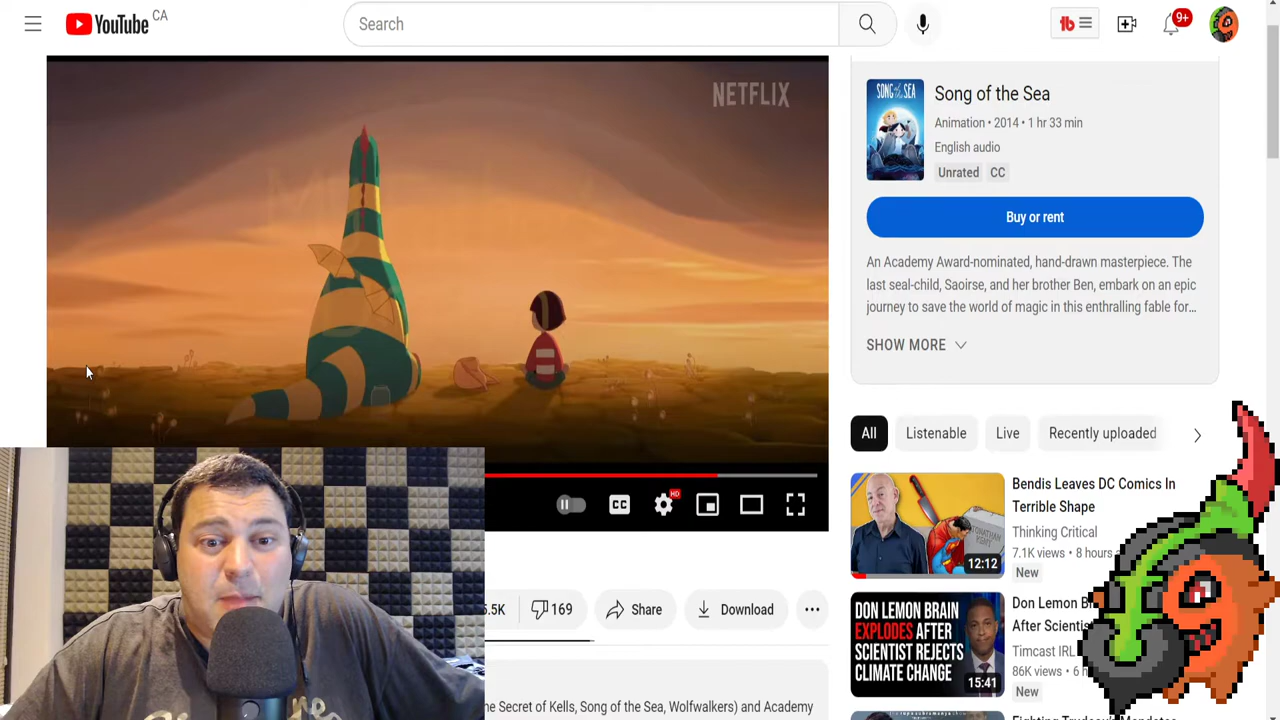 YouTube CA
Search
9+
NETFLIX
SONG of the SEA
Song of the Sea
Animation • 2014 • 1 hr 33 min
English audio
Unrated CC
Buy or rent
An Academy Award-nominated, hand-drawn masterpiece. The
last seal-child, Saoirse, and her brother Ben, embark on an epic
journey to save the world of magic in this enthralling fable for...
SHOW MORE
All Listenable Live Recently uploaded
CC HD
5.5K 169 Share Download
he Secret of Kells, Song of the Sea, Wolfwalkers) and Academy
12:12
Bendis Leaves DC Comics In
Terrible Shape
Thinking Critical
7.1K views • 8 hours
New
DON LEMON BRAIN
EXPLODES AFTER
SCIENTIST REJECTS
CLIMATE CHANGE
15:41
Don Lemon B
After Scientis
Timcast IRL
86K views • 6 h
New